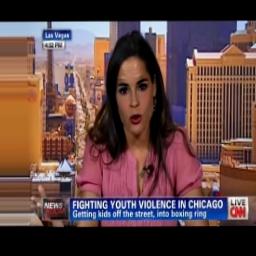 Las Vegas
4:52 PM
FIGHTING YOUTH VIOLENCE IN CHICAGO
Getting kids off the street, into boxing ring
NEWS
LIVE
CNN